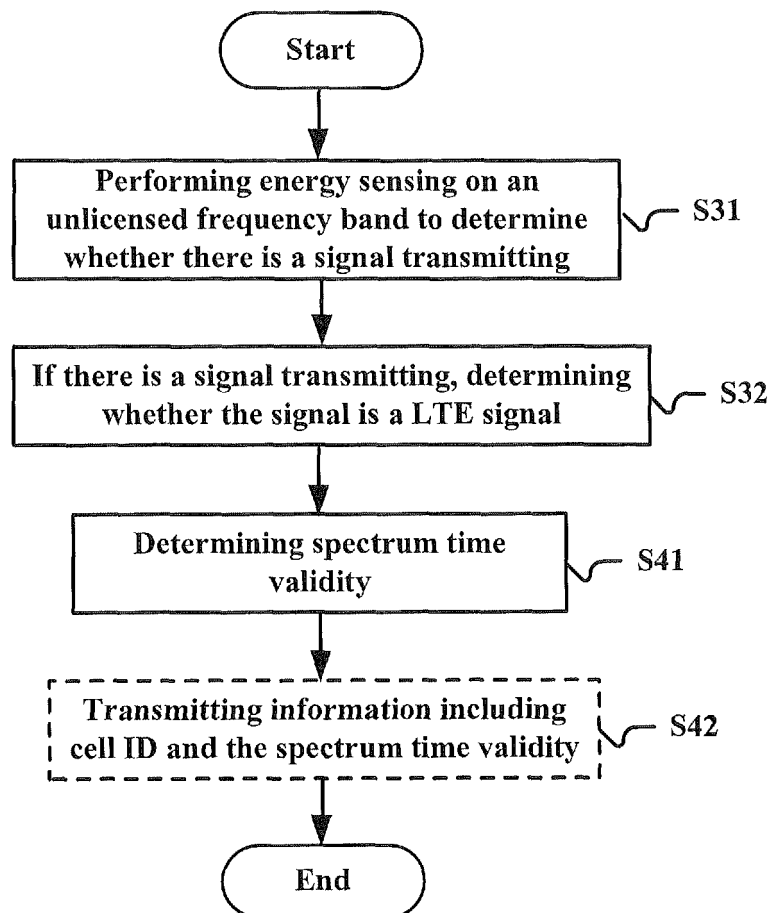 Start
Performing energy sensing on an
unlicensed frequency band to determine
whether there is a signal transmitting
S31
If there is a signal transmitting, determining
whether the signal is a LTE signal
S32
Determining spectrum time
validity
S41
Transmitting information including
cell ID and the spectrum time validity
S42
End